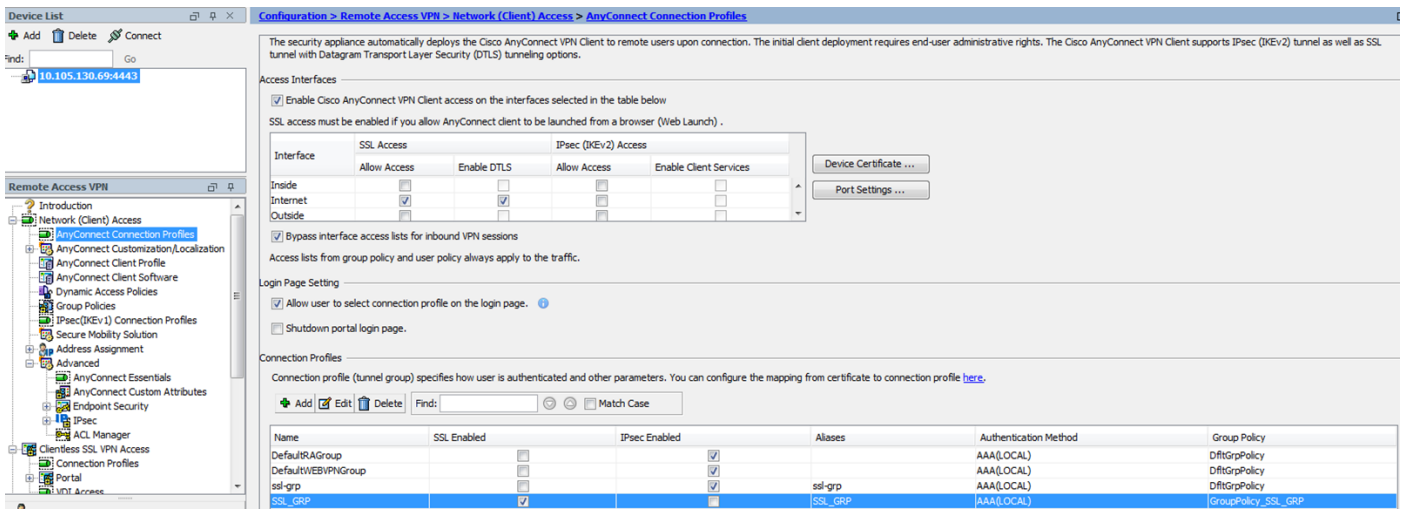 Device List
Add Delete Connect
Find: Go
10.105.130.69:4443
Remote Access VPN
Introduction
Network (Client) Access
AnyConnect Connection Profiles
AnyConnect Customization/Localization
AnyConnect Client Profile
AnyConnect Client Software
Dynamic Access Policies
Group Policies
IPsec(IKEv1) Connection Profiles
Secure Mobility Solution
Address Assignment
Advanced
AnyConnect Essentials
AnyConnect Custom Attributes
Endpoint Security
IPsec
ACL Manager
Clientless SSL VPN Access
Connection Profiles
Portal
VDI Access
Configuration > Remote Access VPN > Network (Client) Access > AnyConnect Connection Profiles
The security appliance automatically deploys the Cisco AnyConnect VPN Client to remote users upon connection. The initial client deployment requires end-user administrative rights. The Cisco AnyConnect VPN Client supports IPsec (IKEv2) tunnel as well as SSL
tunnel with Datagram Transport Layer Security (DTLS) tunneling options.
Access Interfaces
Enable Cisco AnyConnect VPN Client access on the interfaces selected in the table below
SSL access must be enabled if you allow AnyConnect client to be launched from a browser (Web Launch) .
Interface SSL Access IPsec (IKEv2) Access
Allow Access Enable DTLS Allow Access Enable Client Services
Inside
Internet
Outside
Device Certificate ...
Port Settings ...
Bypass interface access lists for inbound VPN sessions
Access lists from group policy and user policy always apply to the traffic.
Login Page Setting
Allow user to select connection profile on the login page.
Shutdown portal login page.
Connection Profiles
Connection profile (tunnel group) specifies how user is authenticated and other parameters. You can configure the mapping from certificate to connection profile here.
Add Edit Delete Find: Match Case
Name SSL Enabled IPsec Enabled Aliases Authentication Method Group Policy
DefaultRAGroup AAA(LOCAL) DfltGrpPolicy
DefaultWEBVPNGroup AAA(LOCAL) DfltGrpPolicy
ssl-grp ssl-grp AAA(LOCAL) DfltGrpPolicy
SSL_GRP SSL_GRP AAA(LOCAL) GroupPolicy_SSL_GRP